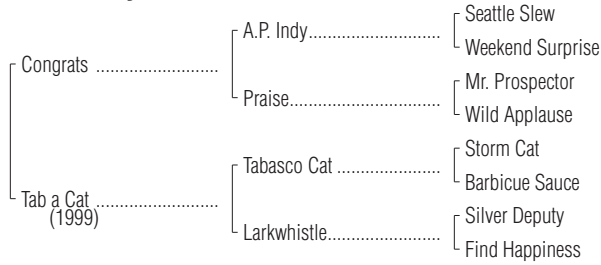 Seattle Slew
A.P. Indy..............................
Weekend Surprise
Congrats ............................
Mr. Prospector
Praise...................................
Wild Applause
Storm Cat
Tabasco Cat ........................
Barbicue Sauce
Tab a Cat ............................
(1999)
Silver Deputy
Larkwhistle..........................
Find Happiness